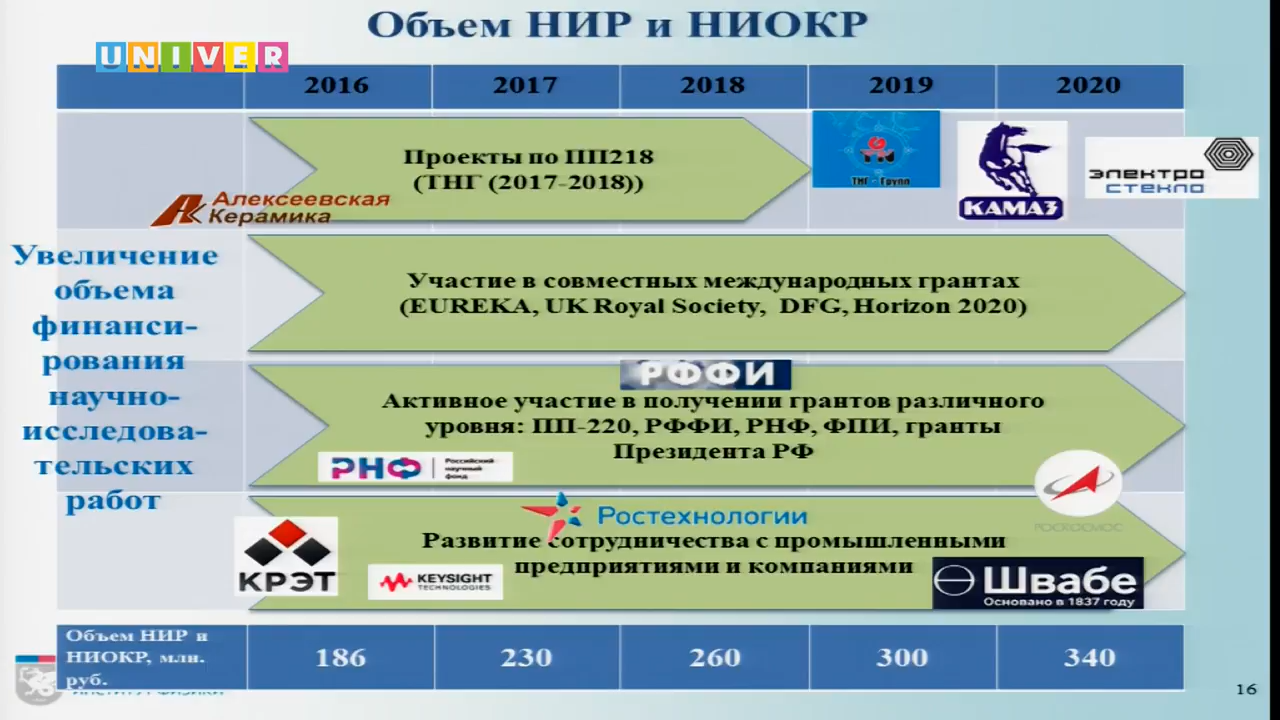 Объем НИР и НИОКР
UNIVER
2016 2017 2018 2019 2020
Проекты по ПП218
(ТНГ (2017-2018))
Алексеевская
Керамика
ТНГ - Групп
КАМАЗ
электро
стекло
Увеличение
объема
финанси-
рования
научно-
исследова-
тельских
работ
Участие в совместных международных грантах
(EUREKA, UK Royal Society, DFG, Horizon 2020)
РФФИ
Активное участие в получении грантов различного
уровня: ПП-220, РФФИ, РНФ, ФПИ, гранты
Президента РФ
РНФ
Российский
научный
фонд
РОСКОСМОС
Ростехнологии
Развитие сотрудничества с промышленными
предприятиями и компаниями
КРЭТ
KEYSIGHT
TECHNOLOGIES
Швабе
Основано в 1837 году
Объем НИР и
НИОКР, млн.
руб.
186 230 260 300 340
ИНСТИТУТ ФИЗИКИ
16